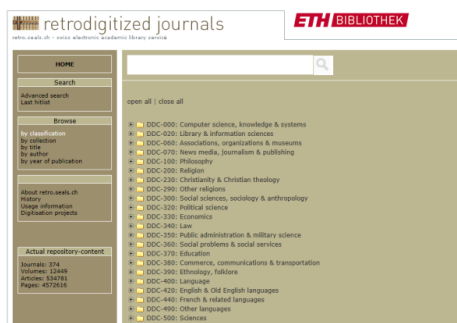 retrodigitized journals
retro.seals.ch - swiss electronic academic library service
ETH BIBLIOTHEK
HOME
Search
Advanced search
Last hitlist
Browse
by classification
by collection
by title
by author
by year of publication
About retro.seals.ch
History
Usage information
Digitisation projects
Actual repository-content
Journals: 374
Volumes: 12449
Articles: 534781
Pages: 4572616
open all | close all
DDC-000: Computer science, knowledge & systems
DDC-020: Library & information sciences
DDC-060: Associations, organizations & museums
DDC-070: News media, journalism & publishing
DDC-100: Philosophy
DDC-200: Religion
DDC-230: Christianity & Christian theology
DDC-290: Other religions
DDC-300: Social sciences, sociology & anthropology
DDC-320: Political science
DDC-330: Economics
DDC-340: Law
DDC-350: Public administration & military science
DDC-360: Social problems & social services
DDC-370: Education
DDC-380: Commerce, communications & transportation
DDC-390: Ethnology, folklore
DDC-400: Language
DDC-420: English & Old English languages
DDC-440: French & related languages
DDC-490: Other languages
DDC-500: Sciences